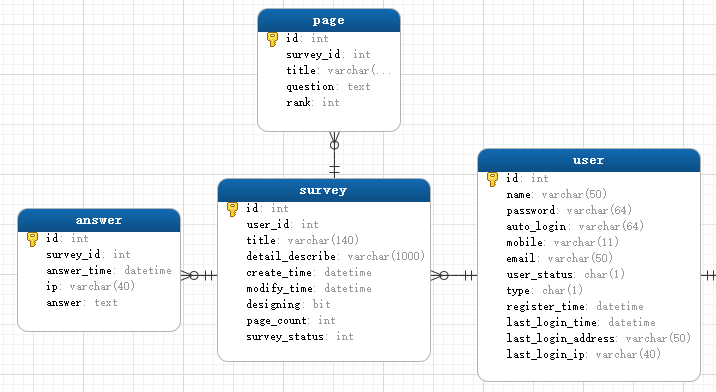 page
id: int
survey_id: int
title: varchar(...
question: text
rank: int
user
id: int
name: varchar(50)
password: varchar(64)
auto_login: varchar(64)
mobile: varchar(11)
email: varchar(50)
user_status: char(1)
type: char(1)
register_time: datetime
last_login_time: datetime
last_login_address: varchar(50)
last_login_ip: varchar(40)
survey
id: int
user_id: int
title: varchar(140)
detail_describe: varchar(1000)
create_time: datetime
modify_time: datetime
designing: bit
page_count: int
survey_status: int
answer
id: int
survey_id: int
answer_time: datetime
ip: varchar(40)
answer: text